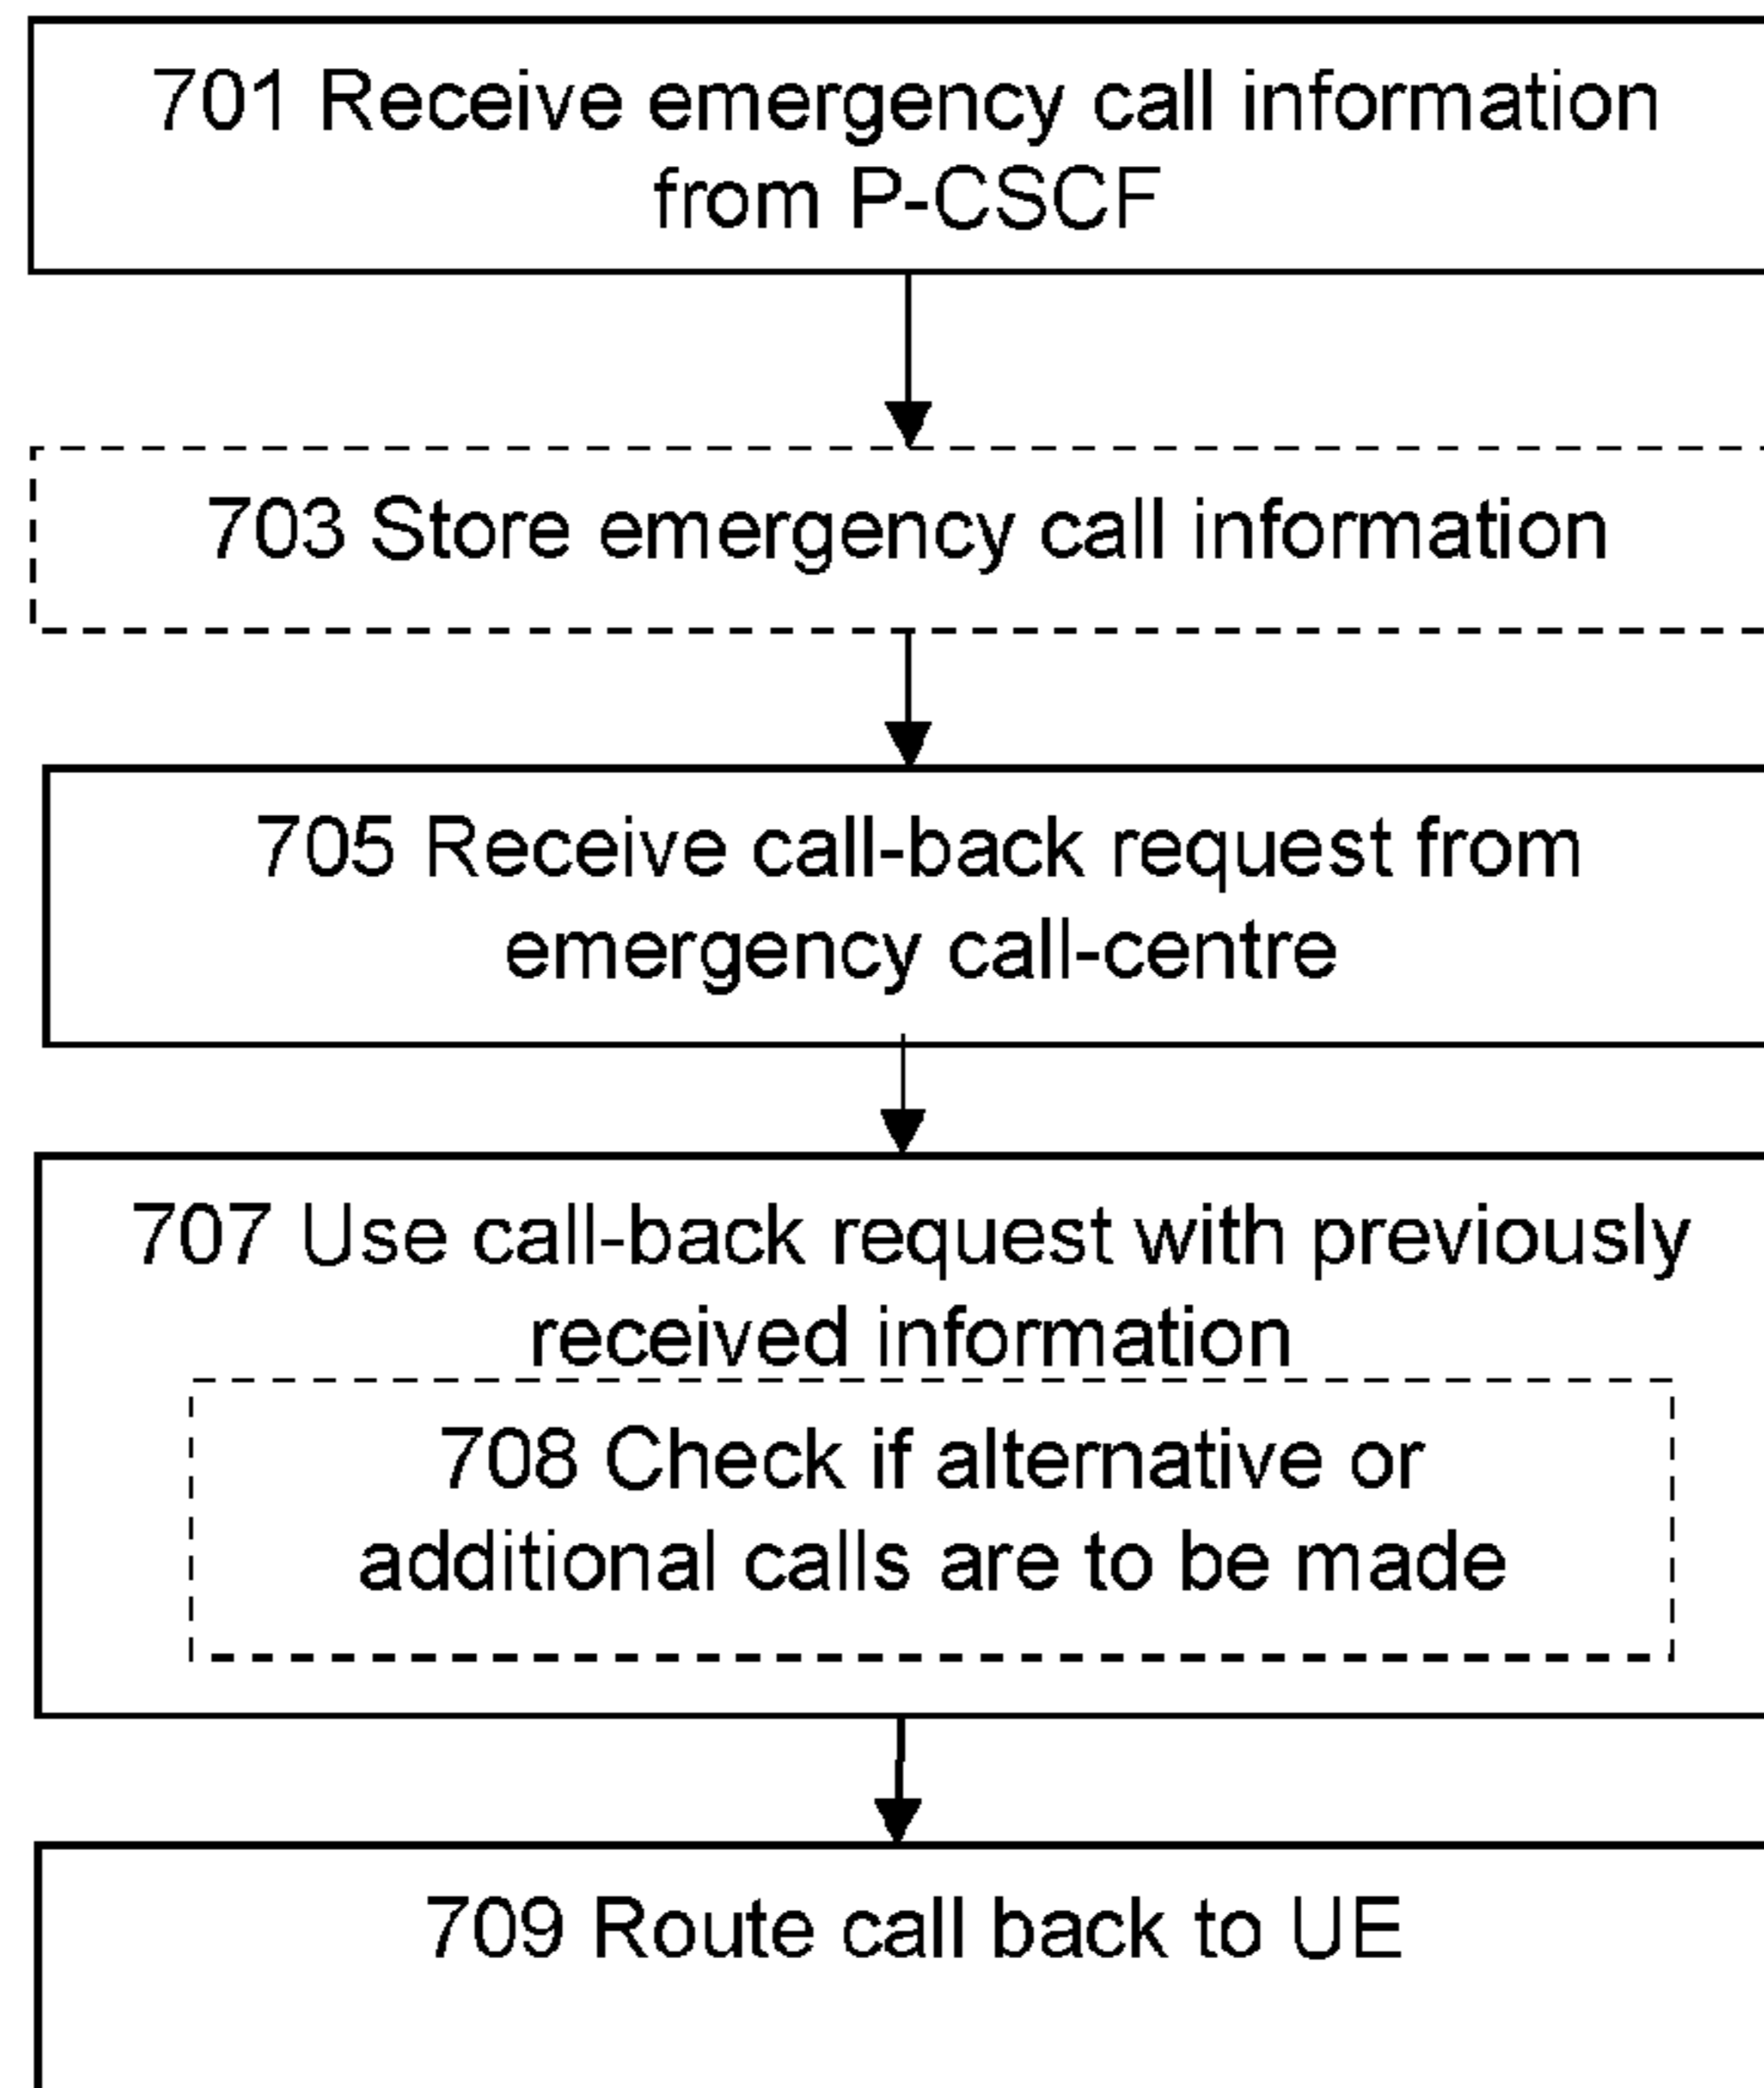 701 Receive emergency call information
from P-CSCF
703 Store emergency call information
705 Receive call-back request from
emergency call-centre
707 Use call-back request with previously
received information
708 Check if alternative or
additional calls are to be made
709 Route call back to UE